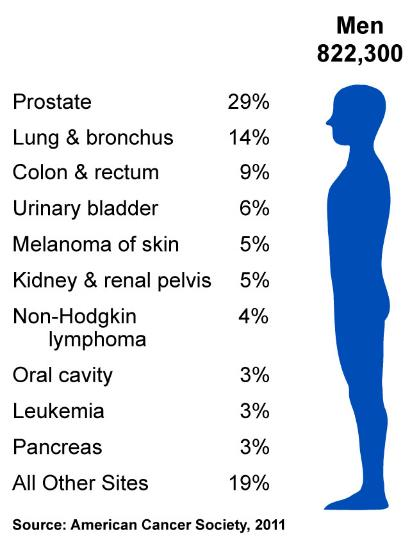 Men
822,300
Prostate 29%
Lung & bronchus 14%
Colon & rectum 9%
Urinary bladder 6%
Melanoma of skin 5%
Kidney & renal pelvis 5%
Non-Hodgkin 4%
lymphoma
Oral cavity 3%
Leukemia 3%
Pancreas 3%
All Other Sites 19%
Source: American Cancer Society, 2011